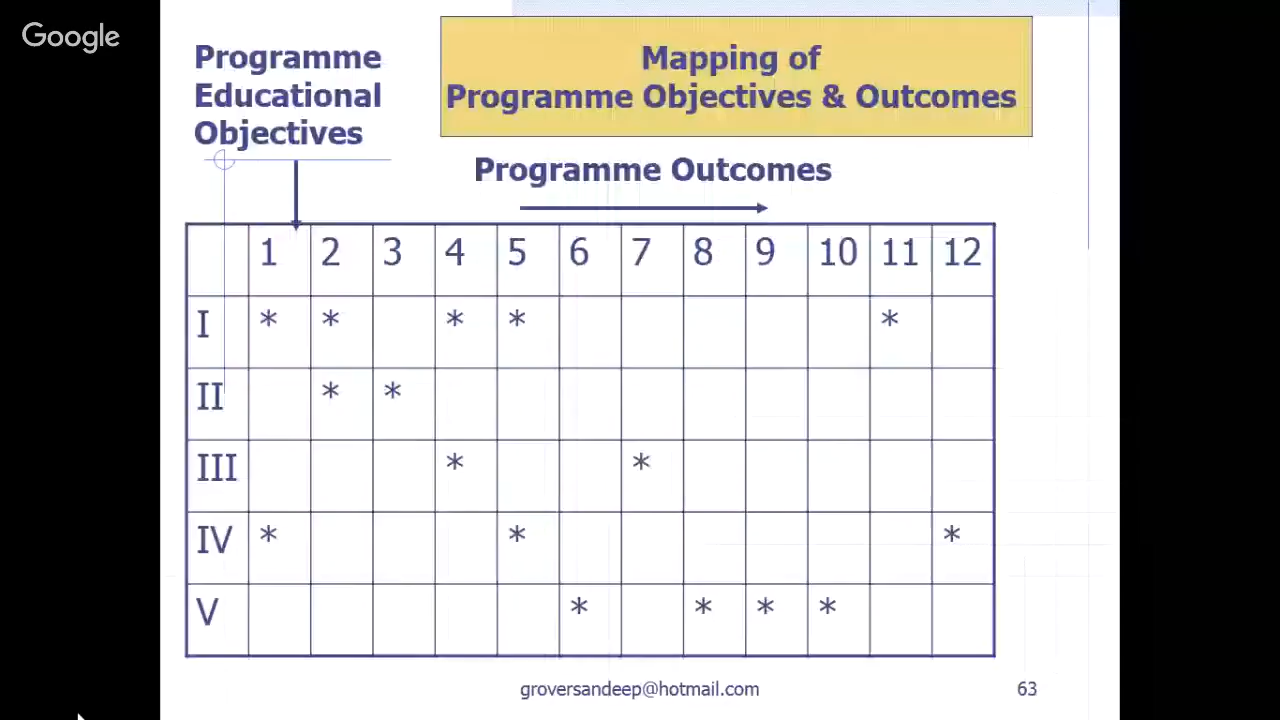 Google
Programme
Educational
Objectives
Mapping of
Programme Objectives & Outcomes
Programme Outcomes
1 2 3 4 5 6 7 8 9 10 11 12
I * * * * *
II * *
III * *
IV * * *
V * * * *
groversandeep@hotmail.com
63